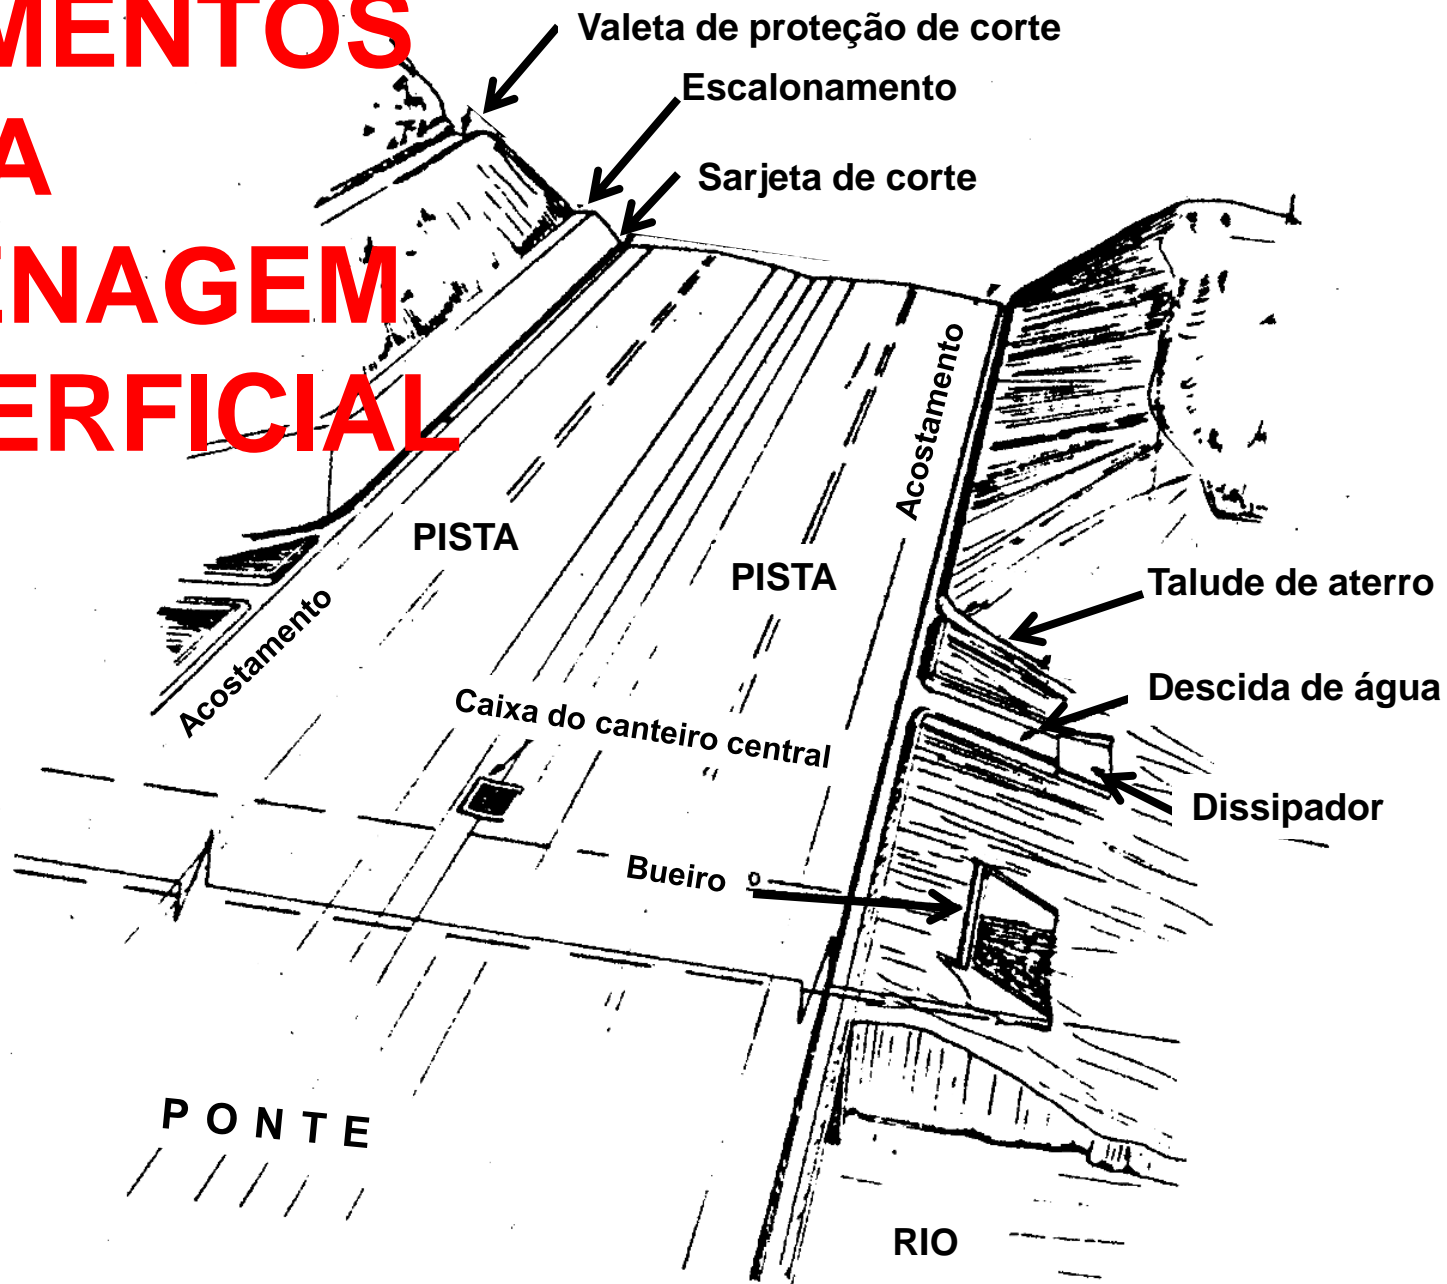 MENTOS
A
ENAGEM
ERFICIAL
Valeta de proteção de corte
Escalonamento
Sarjeta de corte
Acostamento
PISTA
PISTA
Talude de aterro
Acostamento
Descida de água
Caixa do canteiro central
Dissipador
Bueiro
PONTE
RIO